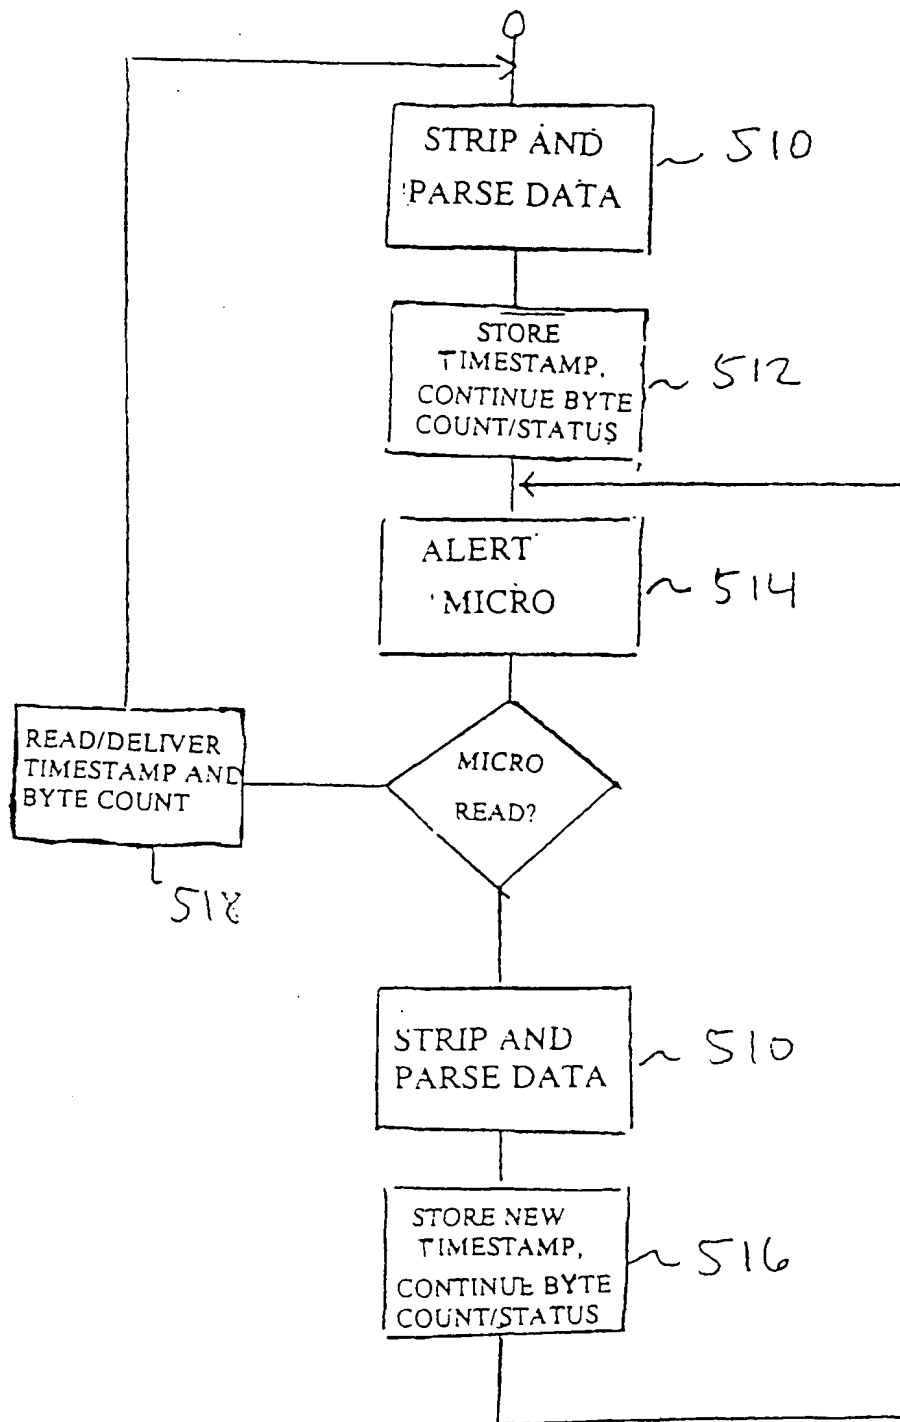 STRIP AND
PARSE DATA
510
STORE
TIMESTAMP,
CONTINUE BYTE
COUNT/STATUS
512
ALERT
MICRO
514
MICRO
READ?
READ/DELIVER
TIMESTAMP AND
BYTE COUNT
518
STRIP AND
PARSE DATA
510
STORE NEW
TIMESTAMP,
CONTINUE BYTE
COUNT/STATUS
516